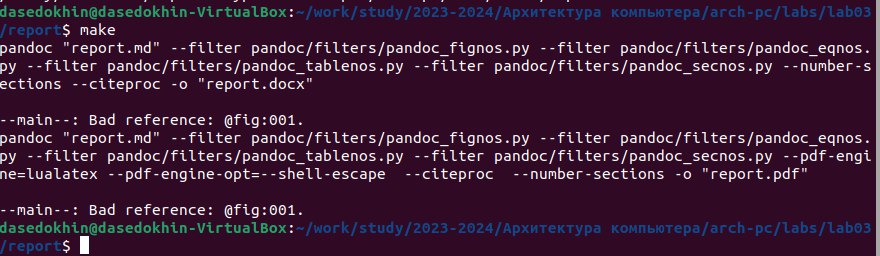 dasedokhin@dasedokhin-VirtualBox:~/work/study/2023-2024/Архитектура компьютера/arch-pc/labs/lab03
/report$ make
pandoc "report.md" --filter pandoc/filters/pandoc_fignos.py --filter pandoc/filters/pandoc_eqnos.
py --filter pandoc/filters/pandoc_tablenos.py --filter pandoc/filters/pandoc_secnos.py --number-s
ections --citeproc -o "report.docx"
--main--: Bad reference: @fig:001.
pandoc "report.md" --filter pandoc/filters/pandoc_fignos.py --filter pandoc/filters/pandoc_eqnos.
py --filter pandoc/filters/pandoc_tablenos.py --filter pandoc/filters/pandoc_secnos.py --pdf-engi
ne=lualatex --pdf-engine-opt=--shell-escape  --citeproc  --number-sections -o "report.pdf"
--main--: Bad reference: @fig:001.
dasedokhin@dasedokhin-VirtualBox:~/work/study/2023-2024/Архитектура компьютера/arch-pc/labs/lab03
/report$